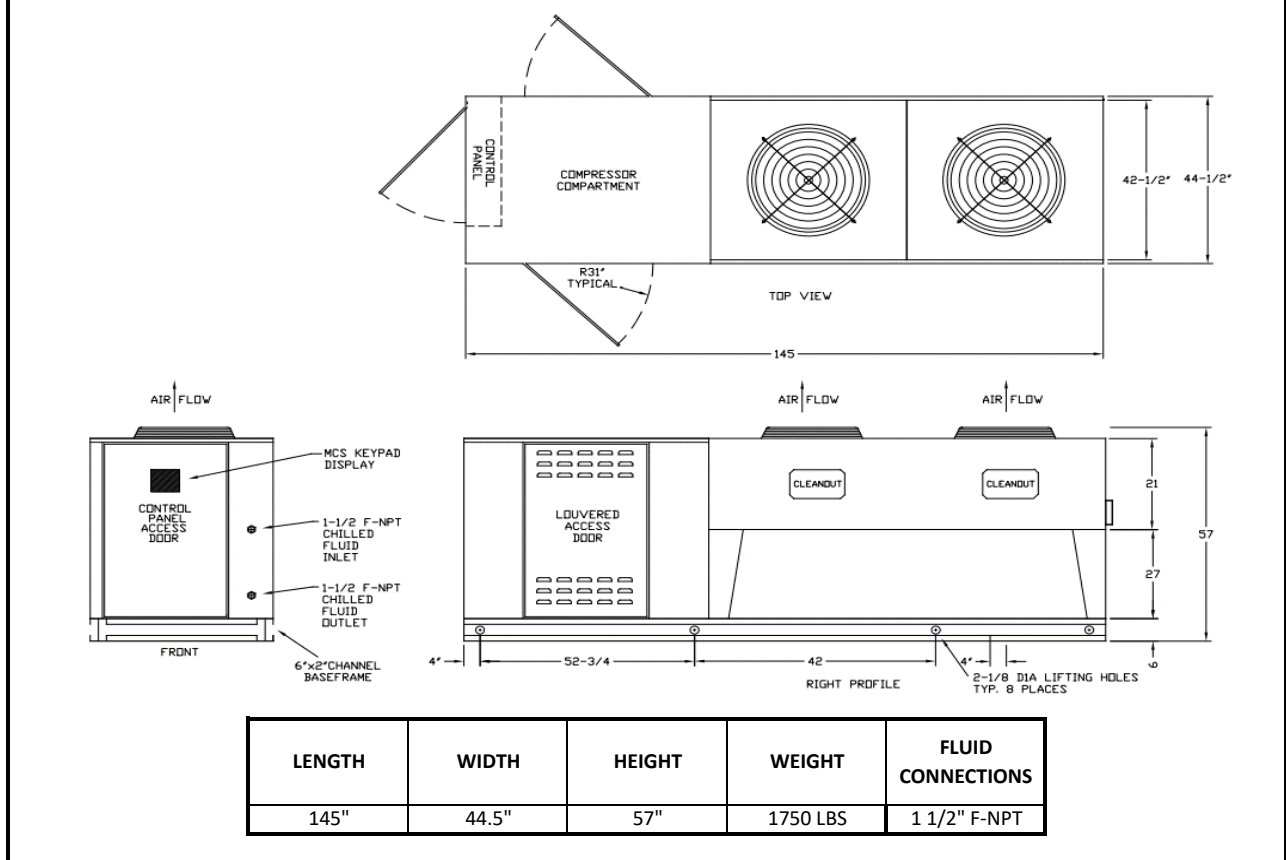 CONTROL
PANEL
COMPRESSOR
COMPARTMENT
42-1/2"
44-1/2"
R31"
TYPICAL
TOP VIEW
145
AIR FLOW
AIR FLOW
AIR FLOW
MCS KEYPAD
DISPLAY
CONTROL
PANEL
ACCESS
DOOR
1-1/2 F-NPT
CHILLED
FLUID
INLET
1-1/2 F-NPT
CHILLED
FLUID
OUTLET
FRONT
6"x2"CHANNEL
BASEFRAME
LOUVERED
ACCESS
DOOR
CLEANOUT
CLEANOUT
21
57
27
4"
52-3/4
42
4"
6
RIGHT PROFILE
2-1/8 DIA LIFTING HOLES
TYP. 8 PLACES
LENGTH
WIDTH
HEIGHT
WEIGHT
FLUID
CONNECTIONS
145"
44.5"
57"
1750 LBS
1 1/2" F-NPT